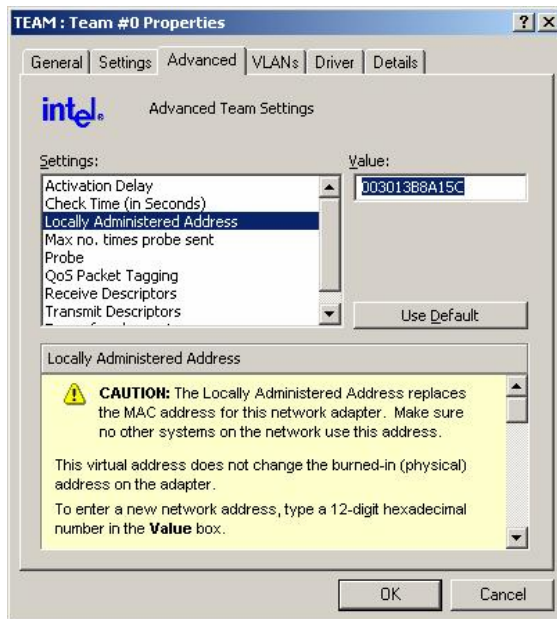 TEAM : Team #0 Properties
General Settings Advanced VLANs Driver Details
intel. Advanced Team Settings
Settings: Value:
Activation Delay 003013B8A15C
Check Time (in Seconds)
Locally Administered Address
Max no. times probe sent
Probe
QoS Packet Tagging
Receive Descriptors
Transmit Descriptors
Use Default
Locally Administered Address
CAUTION: The Locally Administered Address replaces
the MAC address for this network adapter. Make sure
no other systems on the network use this address.
This virtual address does not change the burned-in (physical)
address on the adapter.
To enter a new network address, type a 12-digit hexadecimal
number in the Value box.
OK Cancel